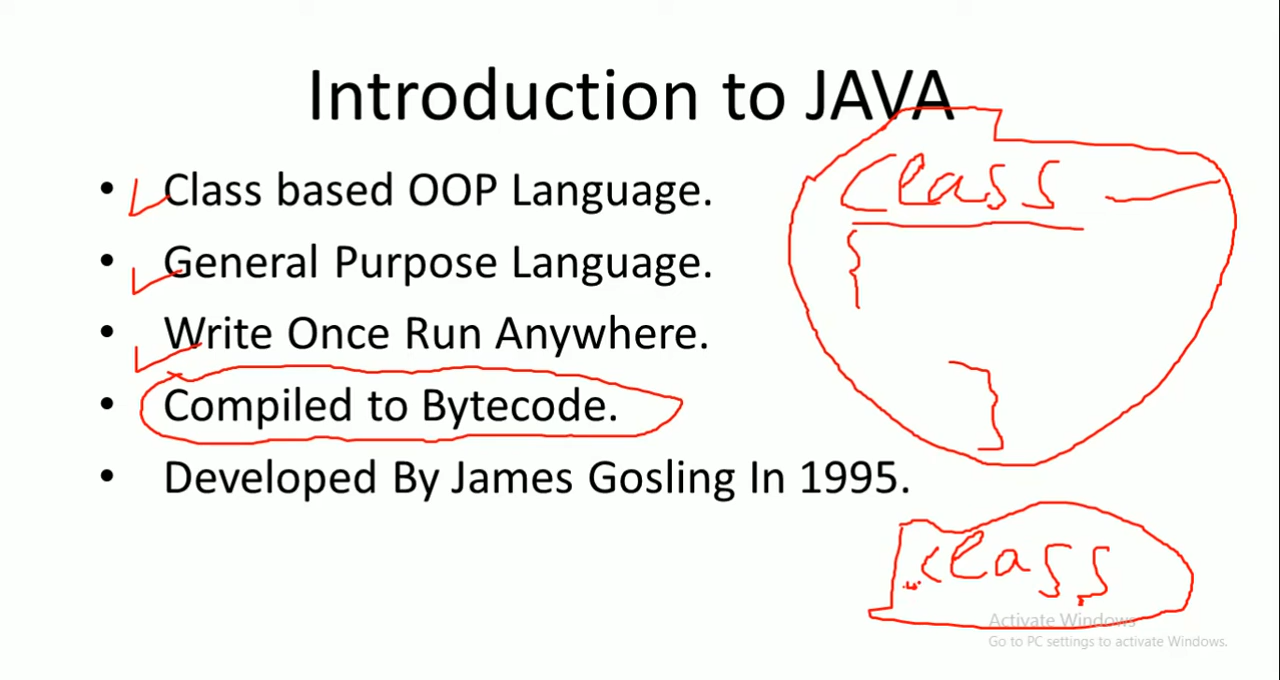 Introduction to JAVA
• Class based OOP Language.
class
• General Purpose Language.
{
• Write Once Run Anywhere.
}
• Compiled to Bytecode.
• Developed By James Gosling In 1995.
.class
Activate Windows
Go to PC settings to activate Windows.